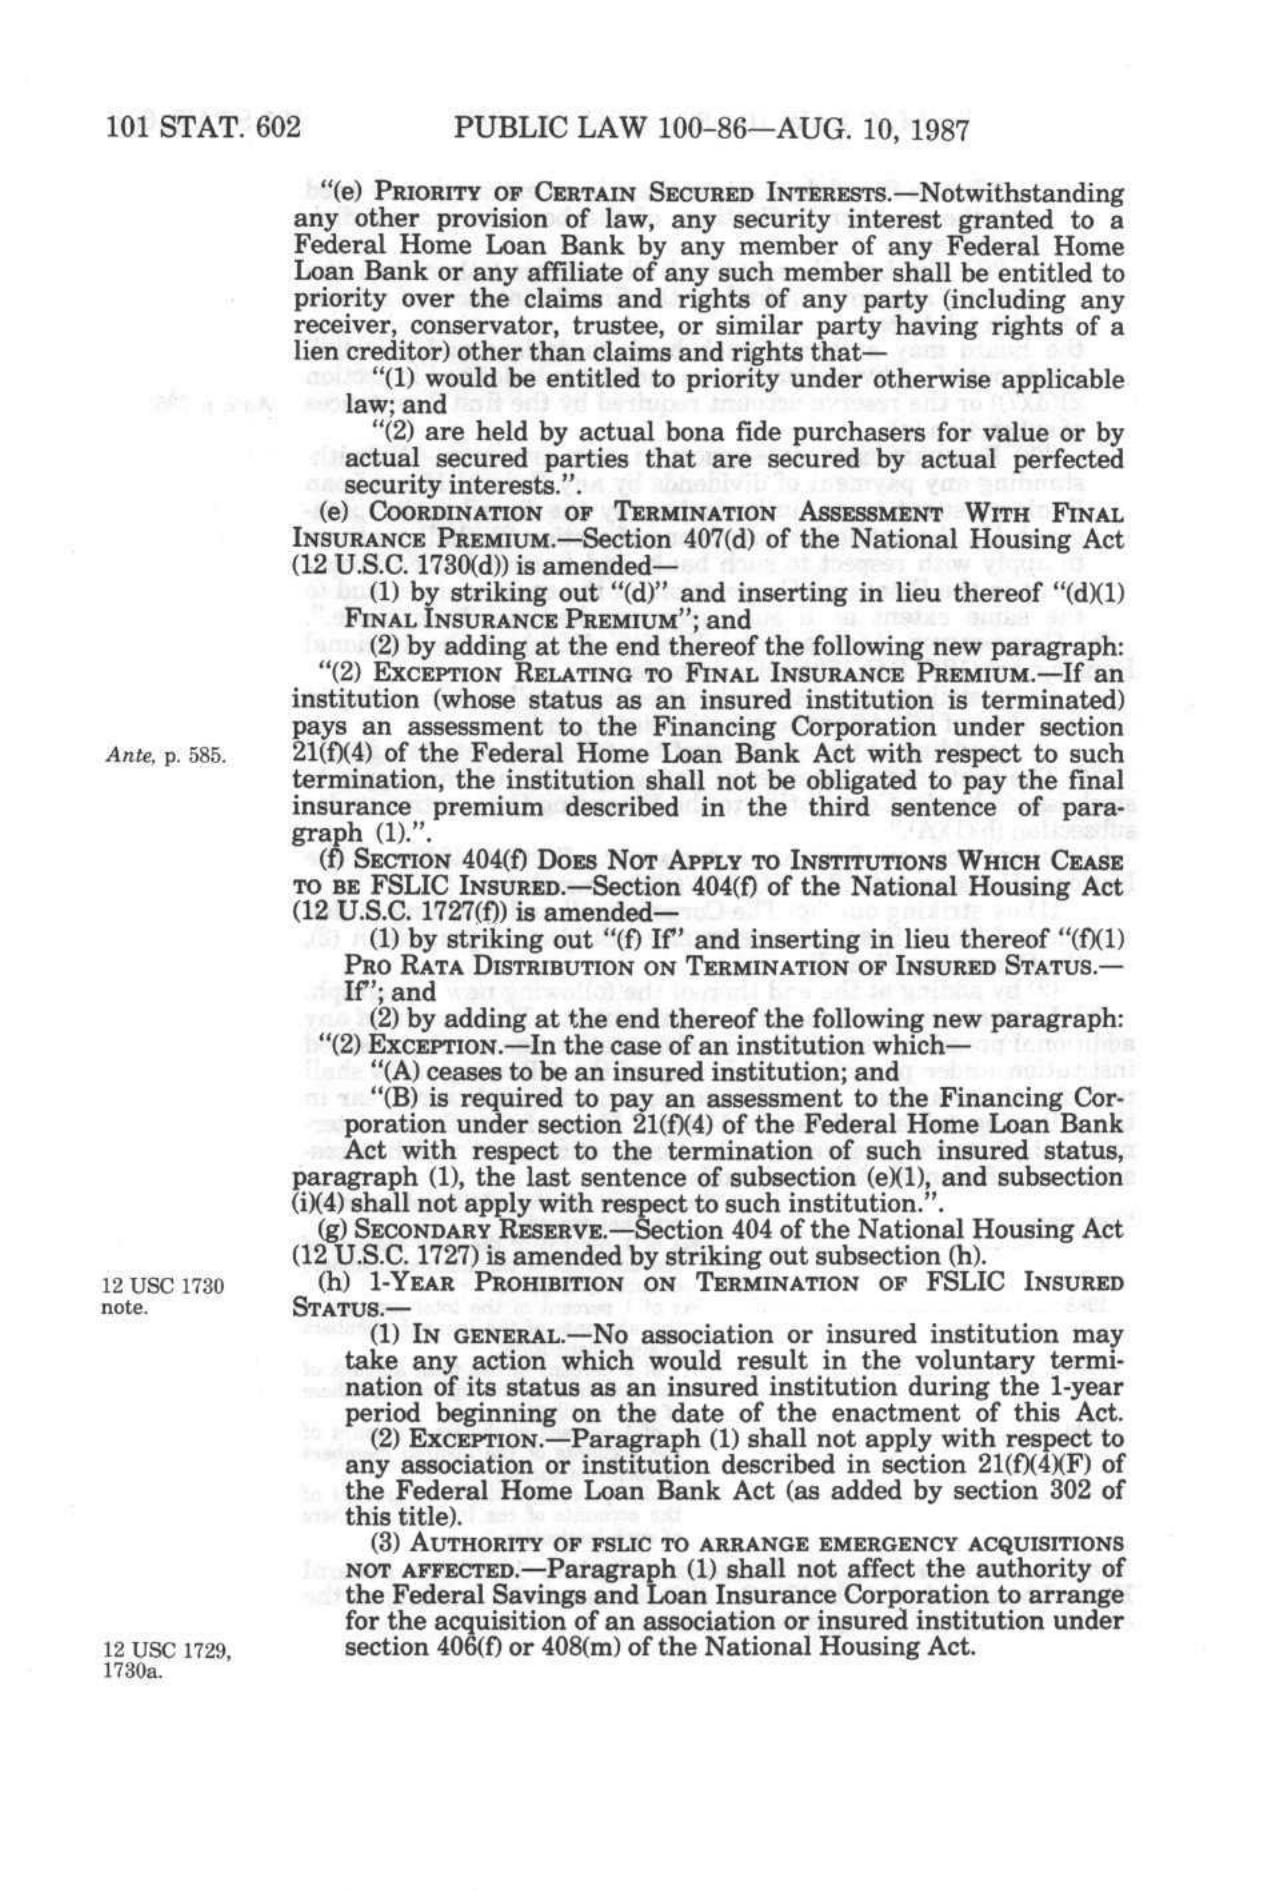 101 STAT. 602 PUBLIC LAW 100-86—AUG. 10, 1987
"(e) PRIORITY OF CERTAIN SECURED INTERESTS.—Notwithstanding
any other provision of law, any security interest granted to a
Federal Home Loan Bank by any member of any Federal Home
Loan Bank or any affiliate of any such member shall be entitled to
priority over the claims and rights of any party (including any
receiver, conservator, trustee, or similar party having rights of a
lien creditor) other than claims and rights that—
"(1) would be entitled to priority under otherwise applicable
law; and
"(2) are held by actual bona fide purchasers for value or by
actual secured parties that are secured by actual perfected
security interests.".
(e) COORDINATION OF TERMINATION ASSESSMENT WITH FINAL
INSURANCE PREMIUM.—Section 407(d) of the National Housing Act
(12 U.S.C. 1730(d)) is amended—
(1) by striking out "(d)" and inserting in lieu thereof "(d)(1)
FINAL INSURANCE PREMIUM"; and
(2) by adding at the end thereof the following new paragraph:
"(2) EXCEPTION RELATING TO FINAL INSURANCE PREMIUM.—If an
institution (whose status as an insured institution is terminated)
pays an assessment to the Financing Corporation under section
Ante, p. 585. 21(f)(4) of the Federal Home Loan Bank Act with respect to such
termination, the institution shall not be obligated to pay the final
insurance premium described in the third sentence of para-
graph (1).".
(f) SECTION 404(f) DOES NOT APPLY TO INSTITUTIONS WHICH CEASE
TO BE FSLIC INSURED.—Section 404(f) of the National Housing Act
(12 U.S.C. 1727(f)) is amended—
(1) by striking out "(f) If" and inserting in lieu thereof "(f)(1)
PRO RATA DISTRIBUTION ON TERMINATION OF INSURED STATUS.—
If"; and
(2) by adding at the end thereof the following new paragraph:
"(2) EXCEPTION.—In the case of an institution which—
"(A) ceases to be an insured institution; and
"(B) is required to pay an assessment to the Financing Cor-
poration under section 21(f)(4) of the Federal Home Loan Bank
Act with respect to the termination of such insured status,
paragraph (1), the last sentence of subsection (e)(1), and subsection
(i)(4) shall not apply with respect to such institution.".
(g) SECONDARY RESERVE.—Section 404 of the National Housing Act
(12 U.S.C. 1727) is amended by striking out subsection (h).
12 USC 1730 (h) 1-YEAR PROHIBITION ON TERMINATION OF FSLIC INSURED
note. STATUS.—
(1) IN GENERAL.—No association or insured institution may
take any action which would result in the voluntary termi-
nation of its status as an insured institution during the 1-year
period beginning on the date of the enactment of this Act.
(2) EXCEPTION.—Paragraph (1) shall not apply with respect to
any association or institution described in section 21(f)(4)(F) of
the Federal Home Loan Bank Act (as added by section 302 of
this title).
(3) AUTHORITY OF FSLIC TO ARRANGE EMERGENCY ACQUISITIONS
NOT AFFECTED.—Paragraph (1) shall not affect the authority of
the Federal Savings and Loan Insurance Corporation to arrange
for the acquisition of an association or insured institution under
12 USC 1729, section 406(f) or 408(m) of the National Housing Act.
1730a.